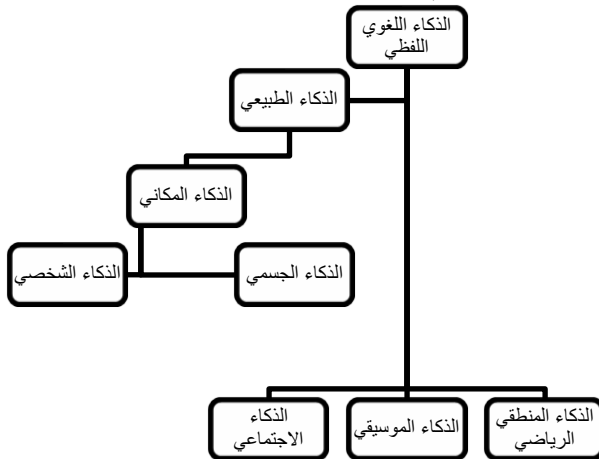 الذكاء اللغوي
اللفظي
الذكاء الطبيعي
الذكاء المكاني
الذكاء الجسمي
الذكاء الشخصي
الذكاء المنطقي
الرياضي
الذكاء الموسيقي
الذكاء
الاجتماعي